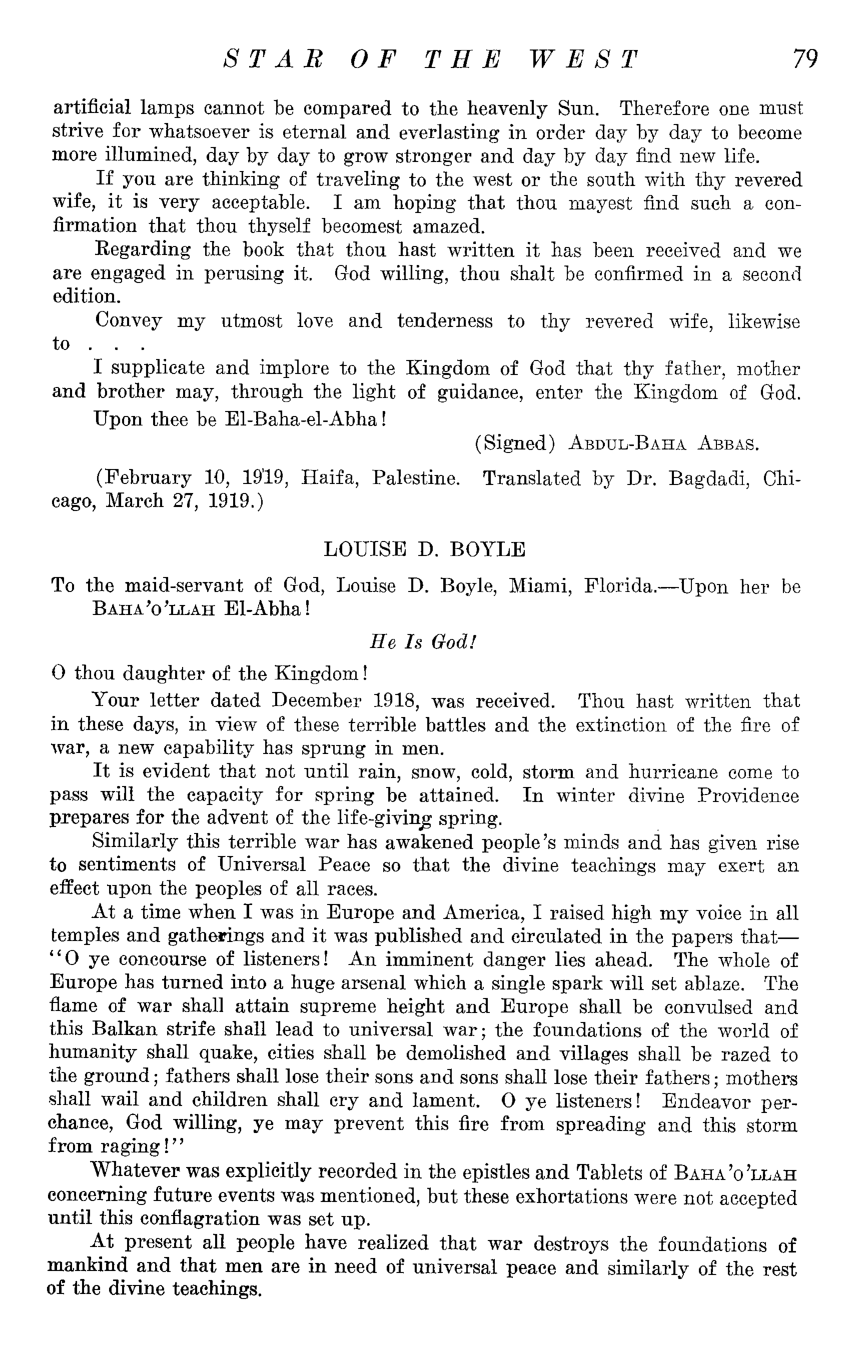 STAR OF THE WEST 79
artificial lamps cannot be compared to the heavenly Sun. Therefore one must
strive for whatsoever is eternal and everlasting in order day by day to become
more illumined, day by day to grow stronger and day by day find new life.
If you are thinking of traveling to the west or the south with thy revered
wife, it is very acceptable. I am hoping that thou mayest find such a con-
firmation that thou thyself becomest amazed.
Regarding the book that thou hast written it has been received and we
are engaged in perusing it. God willing, thou shalt be confirmed in a second
edition.
Convey my utmost love and tenderness to thy revered wife, likewise
to . . .
I supplicate and implore to the Kingdom of God that thy father, mother
and brother may, through the light of guidance, enter the Kingdom of God.
Upon thee be El-Baha-el-Abha!
(Signed) ABDUL-BAHA ABBAS.
(February 10, 1919, Haifa, Palestine. Translated by Dr. Bagdadi, Chi-
cago, March 27, 1919.)
LOUISE D. BOYLE
To the maid-servant of God, Louise D. Boyle, Miami, Florida.—Upon her be
BAHA'O'LLAH El-Abha!
He Is God!
O thou daughter of the Kingdom!
Your letter dated December 1918, was received. Thou hast written that
in these days, in view of these terrible battles and the extinction of the fire of
war, a new capability has sprung in men.
It is evident that not until rain, snow, cold, storm and hurricane come to
pass will the capacity for spring be attained. In winter divine Providence
prepares for the advent of the life-giving spring.
Similarly this terrible war has awakened people's minds and has given rise
to sentiments of Universal Peace so that the divine teachings may exert an
effect upon the peoples of all races.
At a time when I was in Europe and America, I raised high my voice in all
temples and gatherings and it was published and circulated in the papers that—
"O ye concourse of listeners! An imminent danger lies ahead. The whole of
Europe has turned into a huge arsenal which a single spark will set ablaze. The
flame of war shall attain supreme height and Europe shall be convulsed and
this Balkan strife shall lead to universal war; the foundations of the world of
humanity shall quake, cities shall be demolished and villages shall be razed to
the ground; fathers shall lose their sons and sons shall lose their fathers; mothers
shall wail and children shall cry and lament. O ye listeners! Endeavor per-
chance, God willing, ye may prevent this fire from spreading and this storm
from raging!"
Whatever was explicitly recorded in the epistles and Tablets of BAHA'O'LLAH
concerning future events was mentioned, but these exhortations were not accepted
until this conflagration was set up.
At present all people have realized that war destroys the foundations of
mankind and that men are in need of universal peace and similarly of the rest
of the divine teachings.